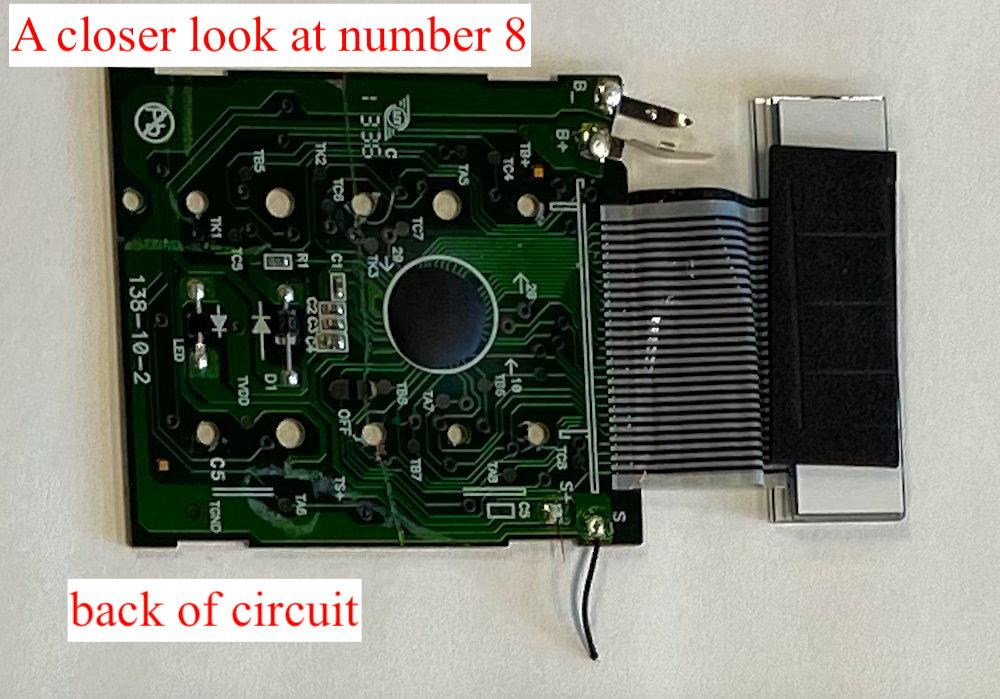 A closer look at number 8
B-
B+
Pb
C
TB+
TC4
TA5
TK2
TB5
TC6
TC7
TK1
TK3
29
TC5
R1
C1
20
138-10-2
C2
C3
C4
LED
D1
TVDD
10
TB6
TA7
OFF
TB7
TC8
C5
TS+
TA8
S+
TA6
TGND
S
back of circuit